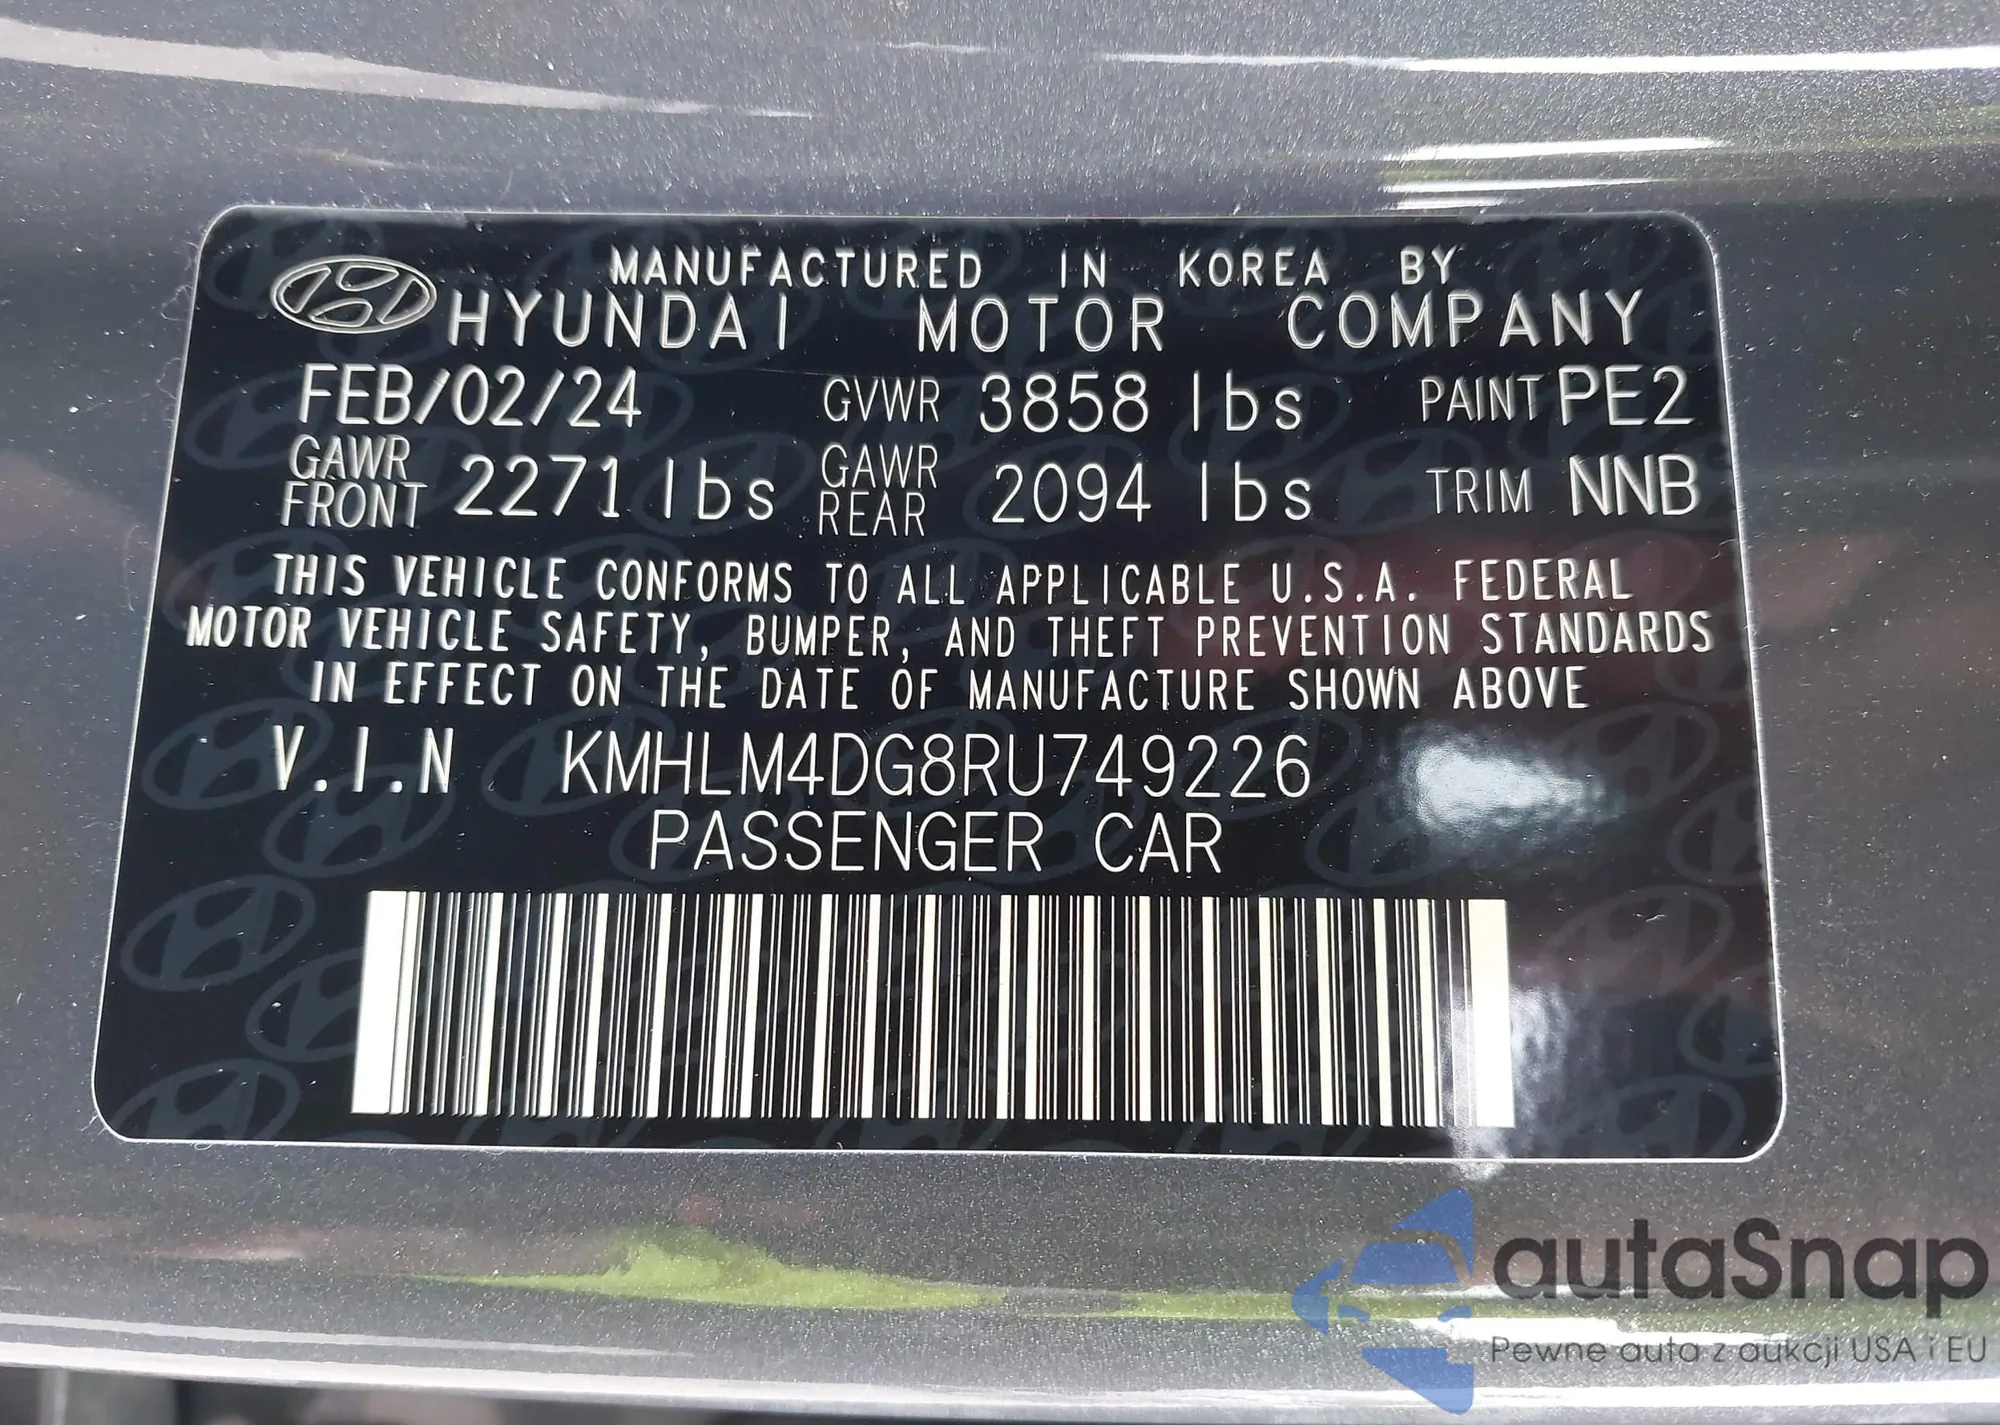 MANUFACTURED IN KOREA BY
HYUNDAI MOTOR COMPANY
FEB/02/24 GVWR 3858 lbs PAINT PE2
GAWR FRONT 2271 lbs GAWR REAR 2094 lbs TRIM NNB
THIS VEHICLE CONFORMS TO ALL APPLICABLE U.S.A. FEDERAL
MOTOR VEHICLE SAFETY, BUMPER, AND THEFT PREVENTION STANDARDS
IN EFFECT ON THE DATE OF MANUFACTURE SHOWN ABOVE
V.I.N KMHLM4DG8RU749226
PASSENGER CAR
autaSnap
Pewne auta z aukcji USA i EU